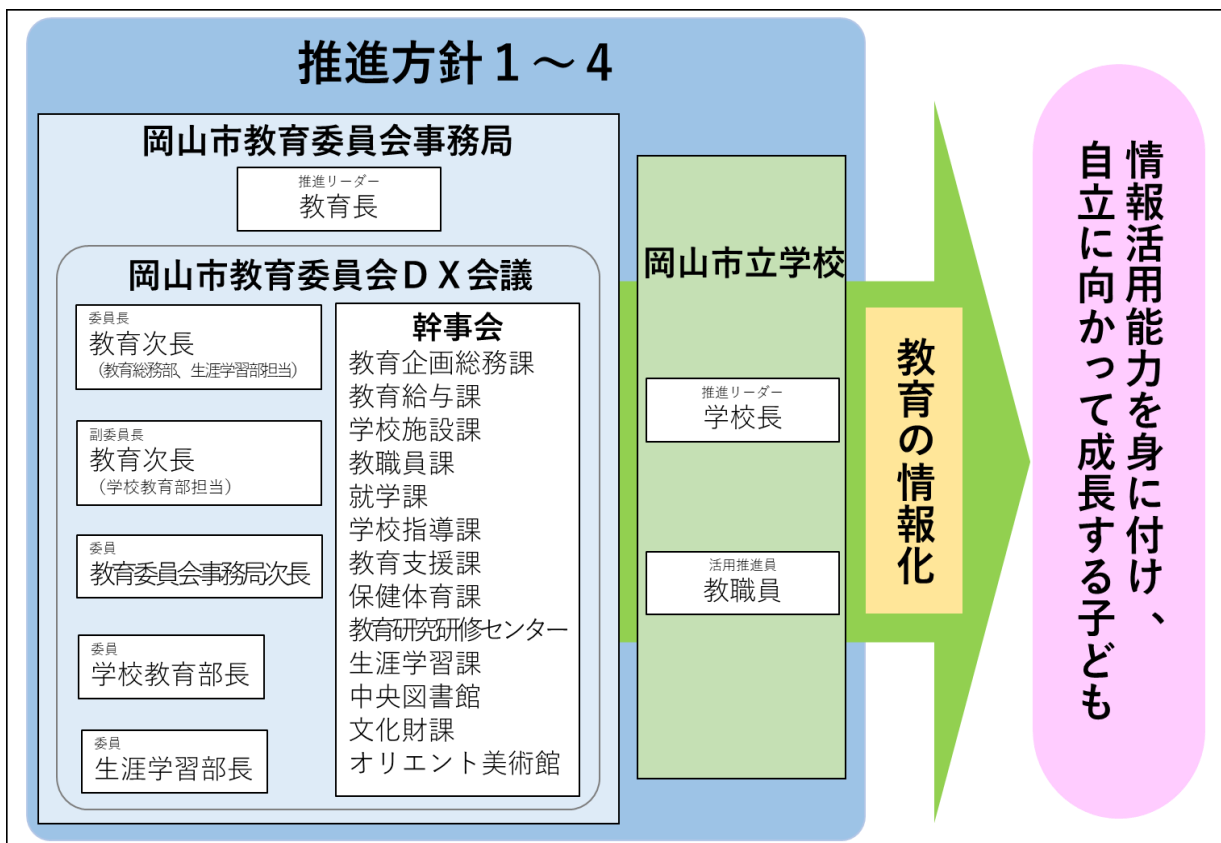 推進方針１～４
岡山市教育委員会事務局
推進リーダー
教育長
岡山市教育委員会ＤＸ会議
委員長
教育次長
（教育総務部、生涯学習部担当）
副委員長
教育次長
（学校教育部担当）
委員
教育委員会事務局次長
委員
学校教育部長
委員
生涯学習部長
幹事会
教育企画総務課
教育給与課
学校施設課
教職員課
就学課
学校指導課
教育支援課
保健体育課
教育研究研修センター
生涯学習課
中央図書館
文化財課
オリエント美術館
岡山市立学校
推進リーダー
学校長
活用推進員
教職員
教育の情報化
情報活用能力を身に付け、
自立に向かって成長する子ども